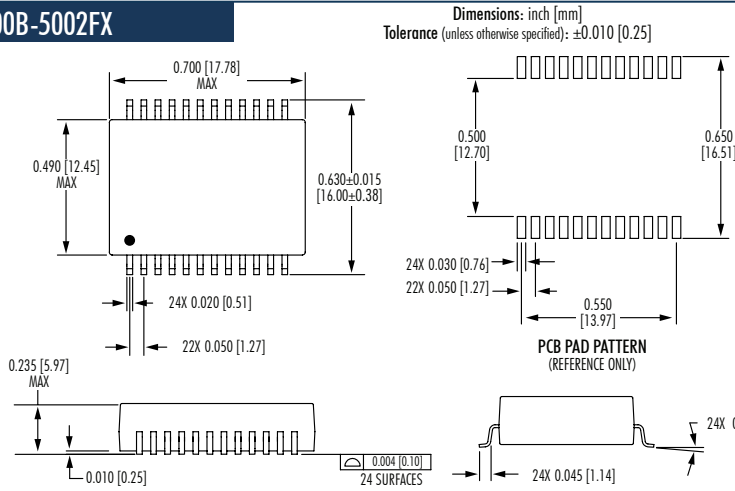 00B-5002FX
Dimensions: inch [mm]
Tolerance (unless otherwise specified): ±0.010 [0.25]
0.700 [17.78]
MAX
0.490 [12.45]
MAX
0.630±0.015
[16.00±0.38]
24X 0.020 [0.51]
22X 0.050 [1.27]
0.500
[12.70]
0.650
[16.51]
24X 0.030 [0.76]
22X 0.050 [1.27]
0.550
[13.97]
PCB PAD PATTERN
(REFERENCE ONLY)
0.235 [5.97]
MAX
0.010 [0.25]
0.004 [0.10]
24 SURFACES
24X 0.045 [1.14]
24X